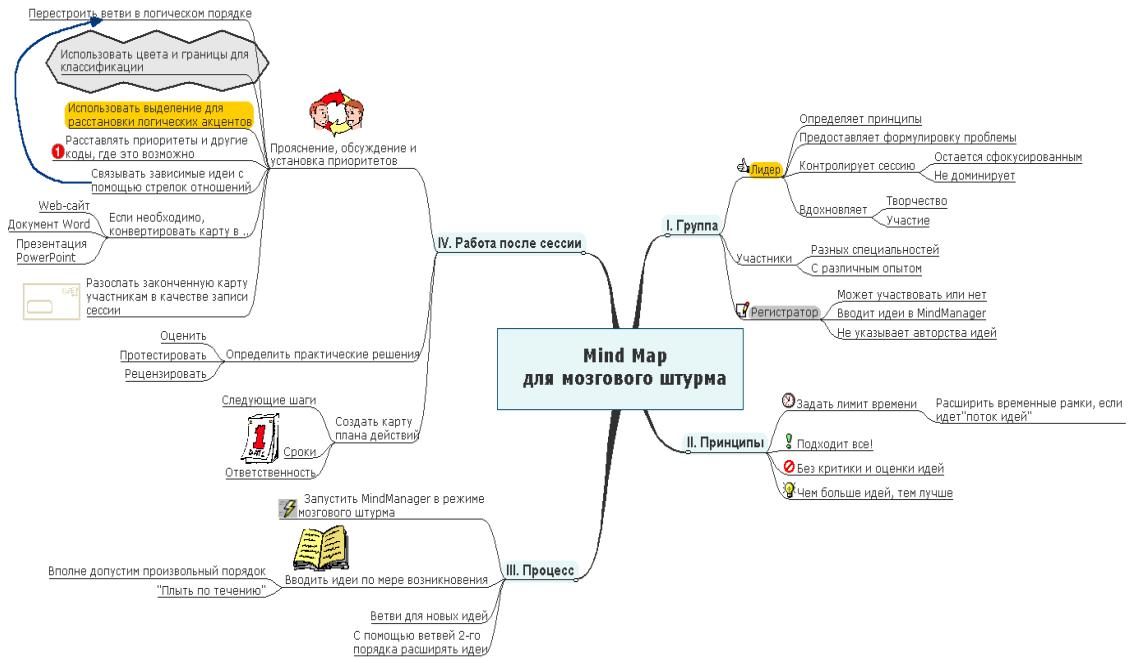 Mind Map
для мозгового штурма
I. Группа
Лидер
Определяет принципы
Предоставляет формулировку проблемы
Контролирует сессию
Остается сфокусированным
Не доминирует
Вдохновляет
Творчество
Участие
Участники
Разных специальностей
С различным опытом
Регистратор
Может участвовать или нет
Вводит идеи в MindManager
Не указывает авторства идей
II. Принципы
Задать лимит времени
Расширить временные рамки, если
идет"поток идей"
Подходит все!
Без критики и оценки идей
Чем больше идей, тем лучше
III. Процесс
Запустить MindManager в режиме
мозгового штурма
Вводить идеи по мере возникновения
Вполне допустим произвольный порядок
"Плыть по течению"
Ветви для новых идей
С помощью ветвей 2-го
порядка расширять идеи
IV. Работа после сессии
Прояснение, обсуждение и
установка приоритетов
Перестроить ветви в логическом порядке
Использовать цвета и границы для
классификации
Использовать выделение для
расстановки логических акцентов
1
Расставлять приоритеты и другие
коды, где это возможно
Связывать зависимые идеи с
помощью стрелок отношений
Если необходимо,
конвертировать карту в ..
Web-сайт
Документ Word
Презентация
PowerPoint
Разослать законченную карту
участникам в качестве записи
сессии
Определить практические решения
Оценить
Протестировать
Рецензировать
Создать карту
плана действий
Следующие шаги
1
DATE
Сроки
Ответственность